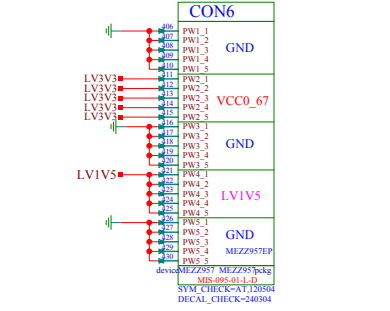 CON6
406 PW1_1
407 PW1_2
408 PW1_3
409 PW1_4
410 PW1_5
GND
LV3V3 411 PW2_1
LV3V3 412 PW2_2
LV3V3 413 PW2_3
LV3V3 414 PW2_4
LV3V3 415 PW2_5
VCC0_67
416 PW3_1
417 PW3_2
418 PW3_3
419 PW3_4
420 PW3_5
GND
LV1V5 421 PW4_1
422 PW4_2
423 PW4_3
424 PW4_4
425 PW4_5
LV1V5
426 PW5_1
427 PW5_2
428 PW5_3
429 PW5_4
430 PW5_5
GND
MEZZ957EP
deviceMEZZ957 MEZZ957pckg
MIS-095-01-L-D
SYM_CHECK=AT,120504
DECAL_CHECK=240304